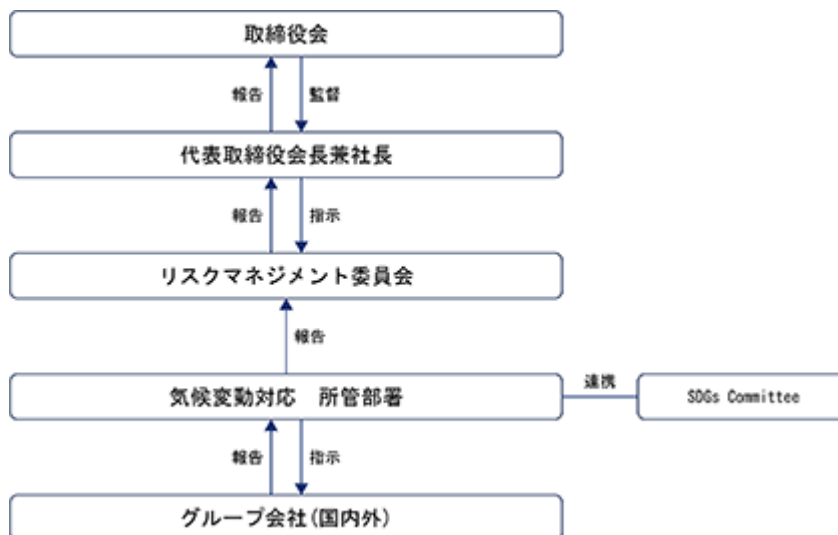 取締役会
報告 監督
代表取締役会長兼社長
報告 指示
リスクマネジメント委員会
報告
気候変動対応 所管部署
連携
SDGs Committee
報告 指示
グループ会社(国内外)